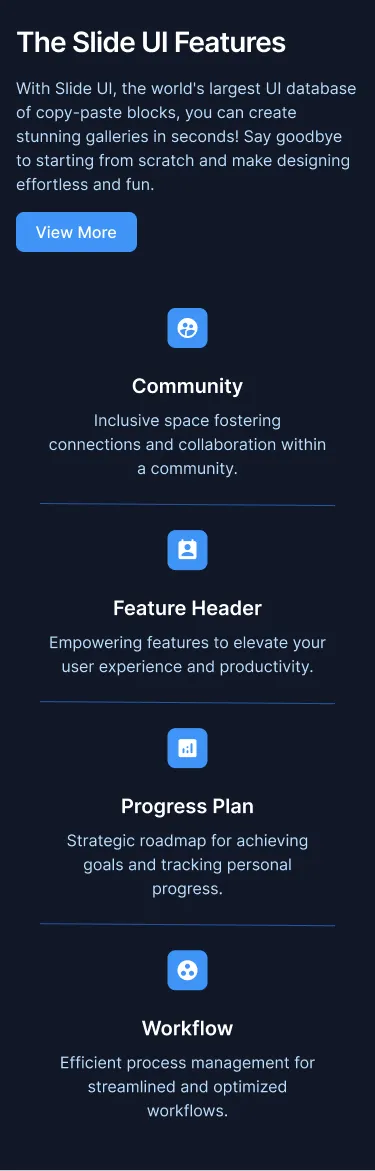 The Slide UI Features
With Slide UI, the world's largest UI database
of copy-paste blocks, you can create
stunning galleries in seconds! Say goodbye
to starting from scratch and make designing
effortless and fun.
View More
Community
Inclusive space fostering
connections and collaboration within
a community.
Feature Header
Empowering features to elevate your
user experience and productivity.
Progress Plan
Strategic roadmap for achieving
goals and tracking personal
progress.
Workflow
Efficient process management for
streamlined and optimized
workflows.